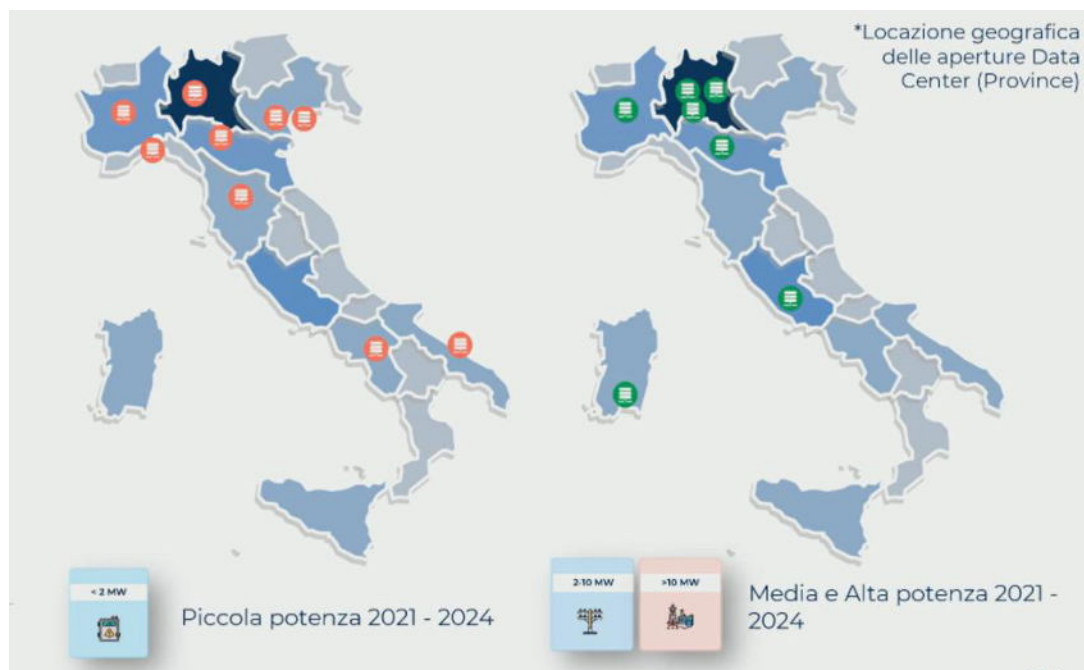 *Locazione geografica
delle aperture Data
Center (Province)
< 2 MW
Piccola potenza 2021 - 2024
2-10 MW
>10 MW
Media e Alta potenza 2021 -
2024